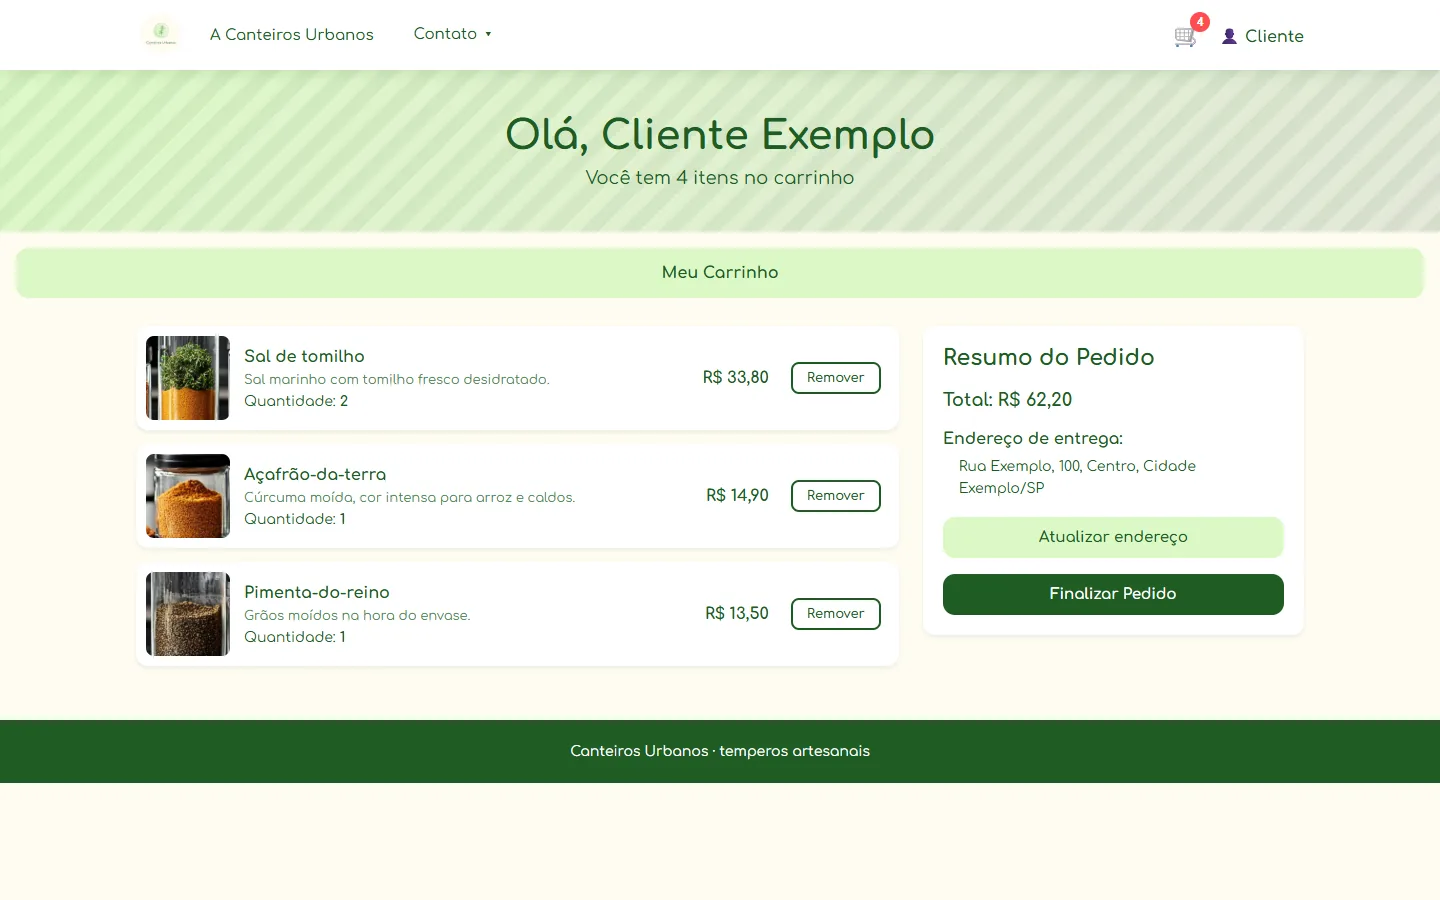 A Canteiros Urbanos
Contato ▾
4
Cliente
Olá, Cliente Exemplo
Você tem 4 itens no carrinho
Meu Carrinho
Sal de tomilho
Sal marinho com tomilho fresco desidratado.
Quantidade: 2
R$ 33,80
Remover
Açafrão-da-terra
Cúrcuma moída, cor intensa para arroz e caldos.
Quantidade: 1
R$ 14,90
Remover
Pimenta-do-reino
Grãos moídos na hora do envase.
Quantidade: 1
R$ 13,50
Remover
Resumo do Pedido
Total: R$ 62,20
Endereço de entrega:
Rua Exemplo, 100, Centro, Cidade
Exemplo/SP
Atualizar endereço
Finalizar Pedido
Canteiros Urbanos · temperos artesanais